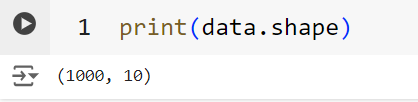 1 print(data.shape)
(1000, 10)